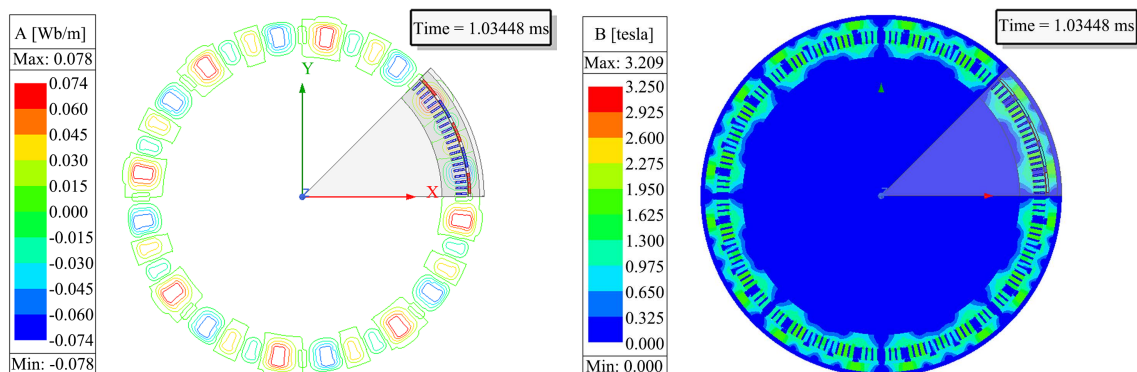 A [Wb/m]
Max: 0.078
0.074
0.060
0.045
0.030
0.015
0.000
-0.015
-0.030
-0.045
-0.060
-0.074
Min: -0.078
Time = 1.03448 ms
Y
X
Z
B [tesla]
Max: 3.209
3.250
2.925
2.600
2.275
1.950
1.625
1.300
0.975
0.650
0.325
0.000
Min: 0.000
Time = 1.03448 ms